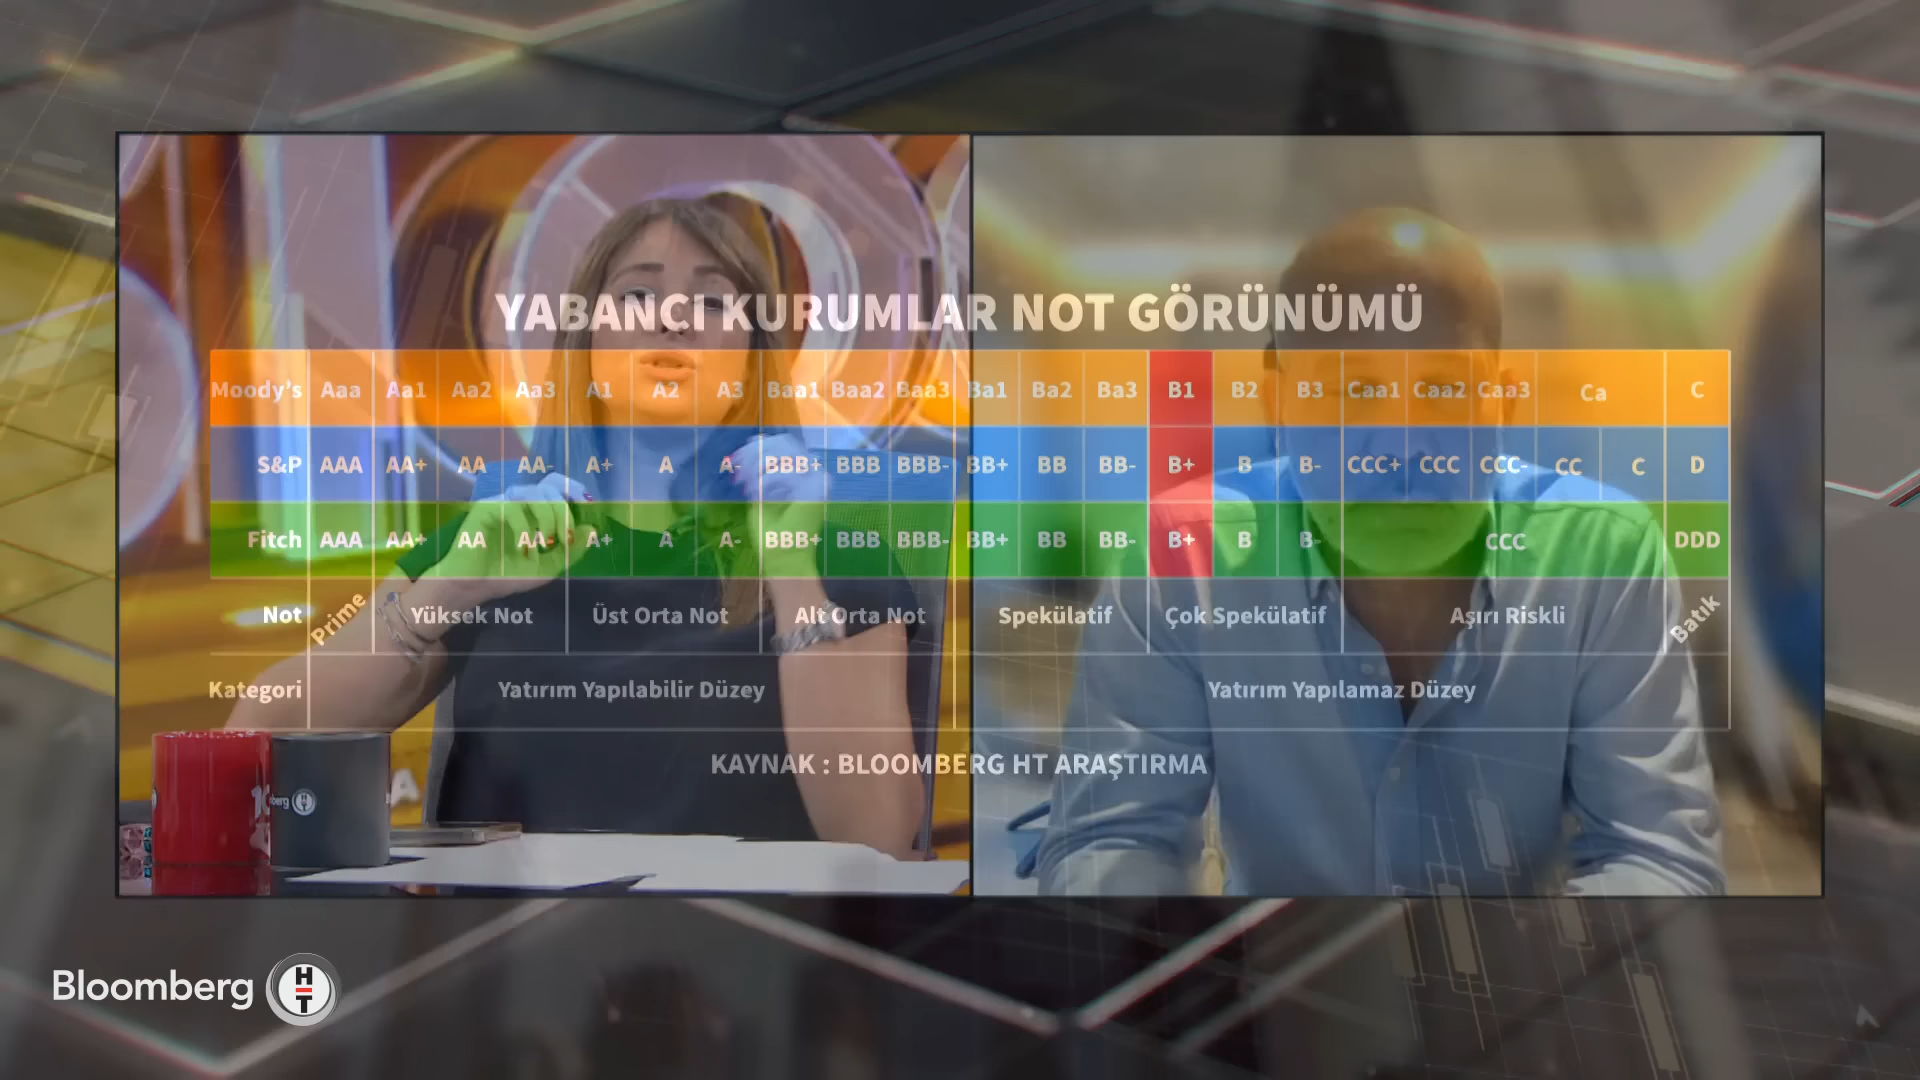 YABANCI KURUMLAR NOT GÖRÜNÜMÜ
Moody's Aaa Aa1 Aa2 Aa3 A1 A2 A3 Baa1 Baa2 Baa3 Ba1 Ba2 Ba3 B1 B2 B3 Caa1 Caa2 Caa3 Ca C
S&P AAA AA+ AA AA- A+ A A- BBB+ BBB BBB- BB+ BB BB- B+ B B- CCC+ CCC CCC- CC C D
Fitch AAA AA+ AA AA- A+ A A- BBB+ BBB BBB- BB+ BB BB- B+ B B- CCC DDD
Not Prime Yüksek Not Üst Orta Not Alt Orta Not Spekülatif Çok Spekülatif Aşırı Riskli Batık
Kategori Yatırım Yapılabilir Düzey Yatırım Yapılamaz Düzey
KAYNAK : BLOOMBERG HT ARAŞTIRMA
Bloomberg HT